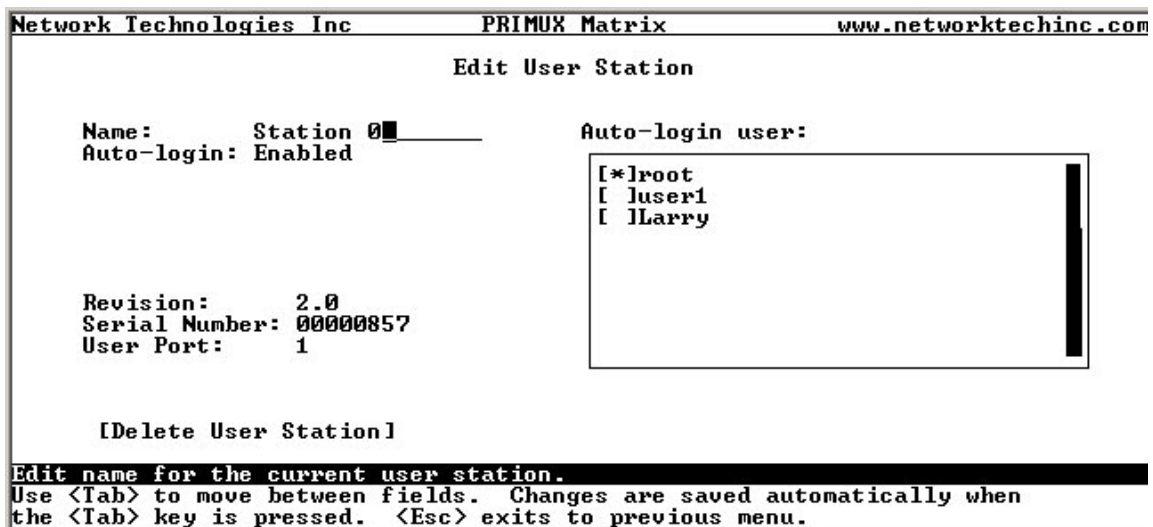 Network Technologies Inc PRIMUX Matrix www.networktechinc.com
Edit User Station
Name: Station 0
Auto-login: Enabled
Auto-login user:
[*]root
[ ]user1
[ ]Larry
Revision: 2.0
Serial Number: 00000857
User Port: 1
[Delete User Station]
Edit name for the current user station.
Use <Tab> to move between fields. Changes are saved automatically when
the <Tab> key is pressed. <Esc> exits to previous menu.